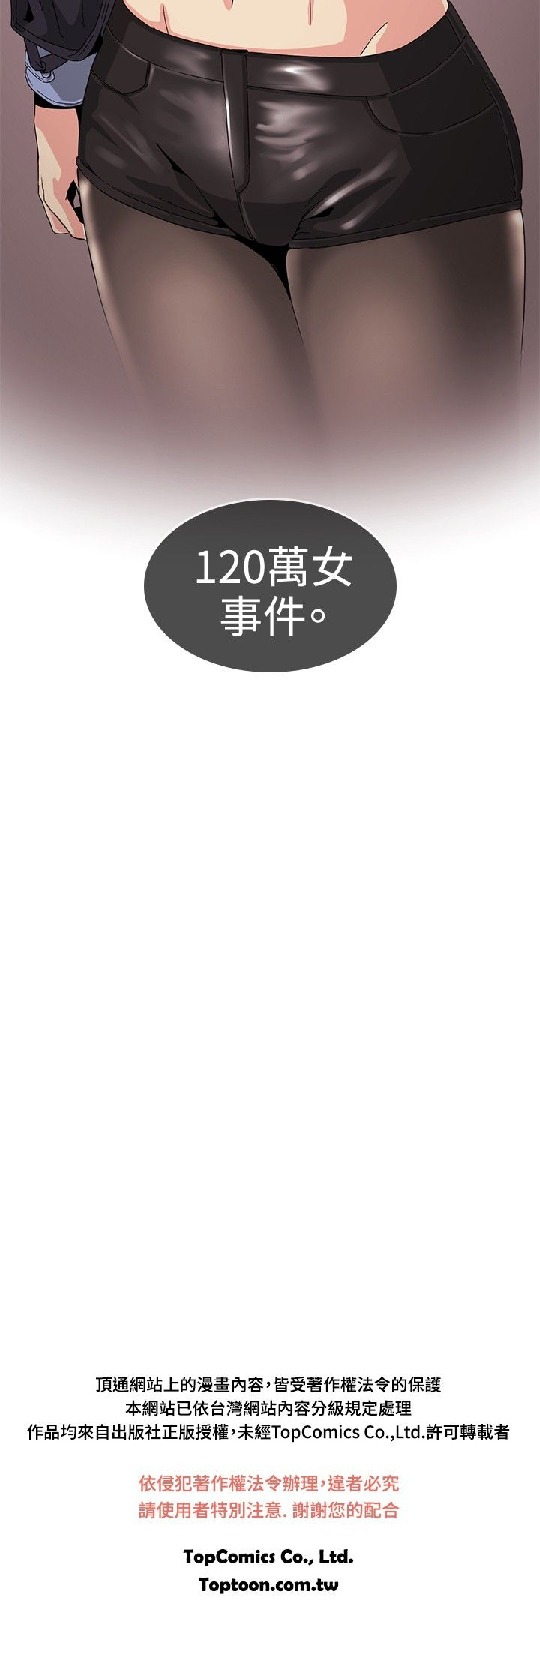 120萬女
事件。
頂通網站上的漫畫內容，皆受著作權法令的保護
本網站已依台灣網站內容分級規定處理
作品均來自出版社正版授權，未經TopComics Co.,Ltd.許可轉載者
依侵犯著作權法令辦理，違者必究
請使用者特別注意. 謝謝您的配合
TopComics Co., Ltd.
Toptoon.com.tw